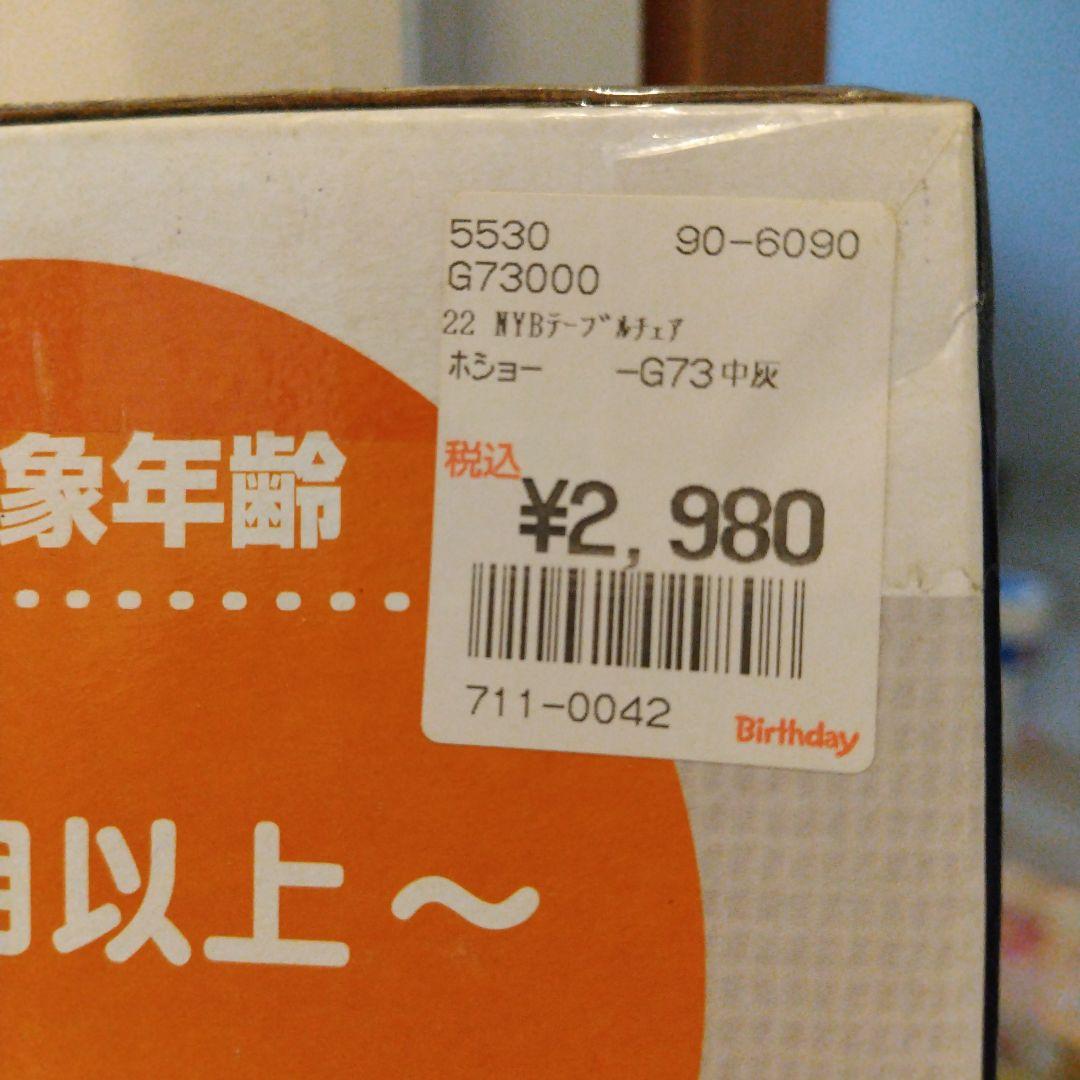 5530 90-6090
G73000
22 NYBテーブルチェア
ホショー -G73中灰
税込
¥2,980
711-0042
Birthday
象年齢
月以上～